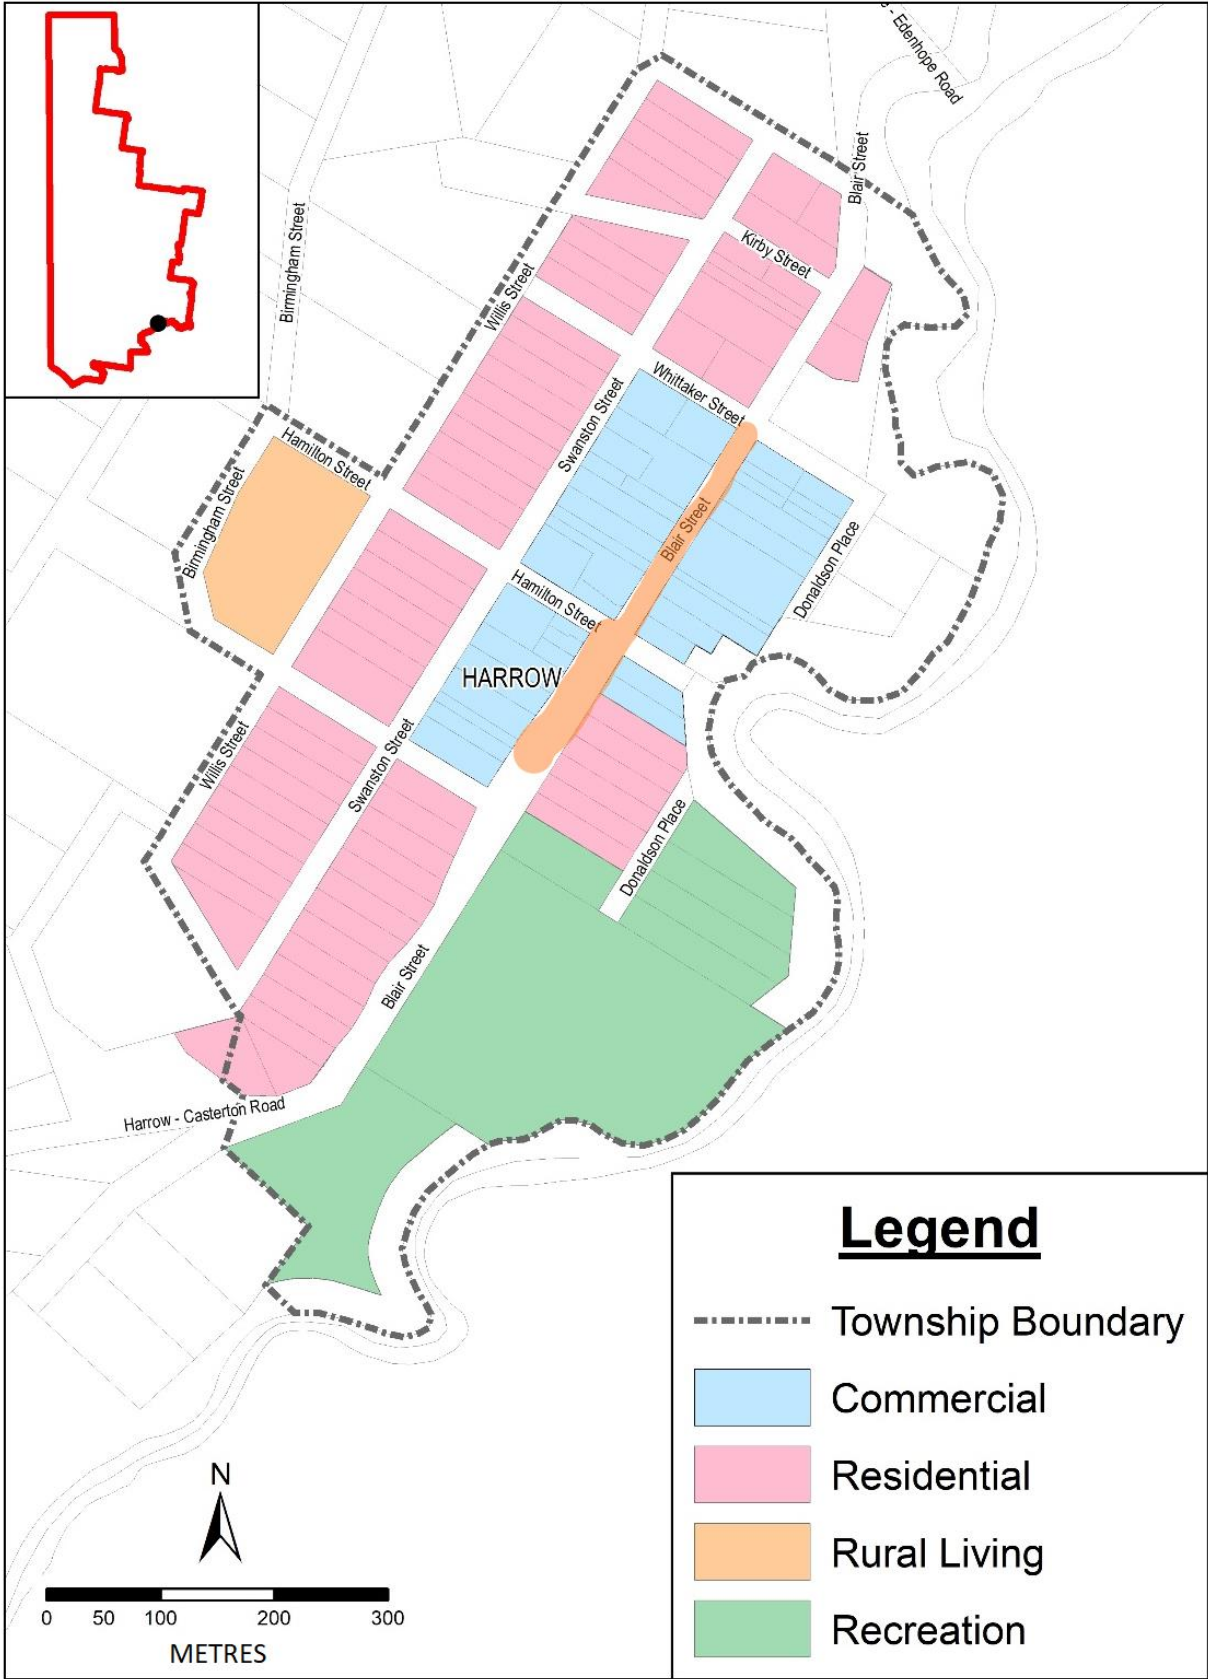 - Edenhope Road
Blair Street
Birmingham Street
Kirby Street
Willis Street
Whittaker Street
Swanston Street
Hamilton Street
Birmingham Street
Blair Street
Donaldson Place
Hamilton Street
HARROW
Willis Street
Swanston Street
Donaldson Place
Blair Street
Harrow - Casterton Road
Legend
Township Boundary
Commercial
Residential
Rural Living
Recreation
N
0 50 100 200 300
METRES